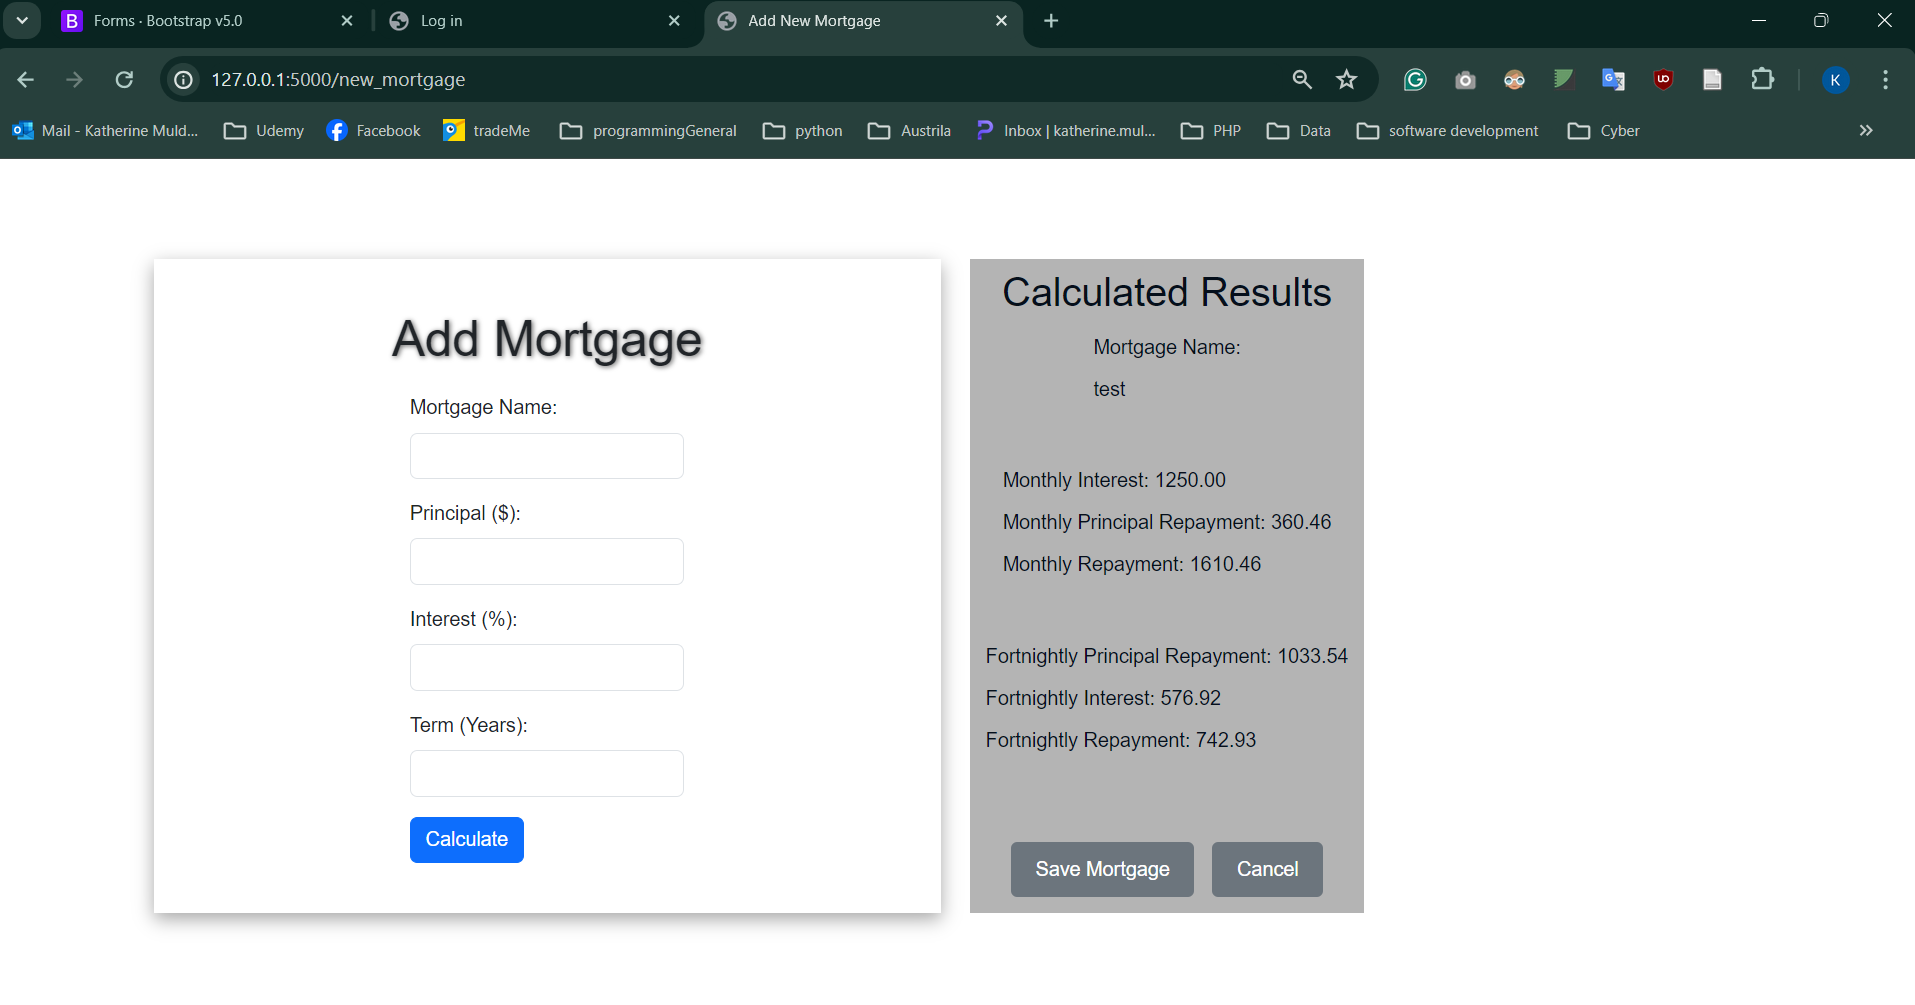 Forms · Bootstrap v5.0
Log in
Add New Mortgage
127.0.0.1:5000/new_mortgage
K
Mail - Katherine Muld...
Udemy
Facebook
tradeMe
programmingGeneral
python
Austrila
Inbox | katherine.mul...
PHP
Data
software development
Cyber
Add Mortgage
Mortgage Name:
Principal ($):
Interest (%):
Term (Years):
Calculate
Calculated Results
Mortgage Name:
test
Monthly Interest: 1250.00
Monthly Principal Repayment: 360.46
Monthly Repayment: 1610.46
Fortnightly Principal Repayment: 1033.54
Fortnightly Interest: 576.92
Fortnightly Repayment: 742.93
Save Mortgage
Cancel